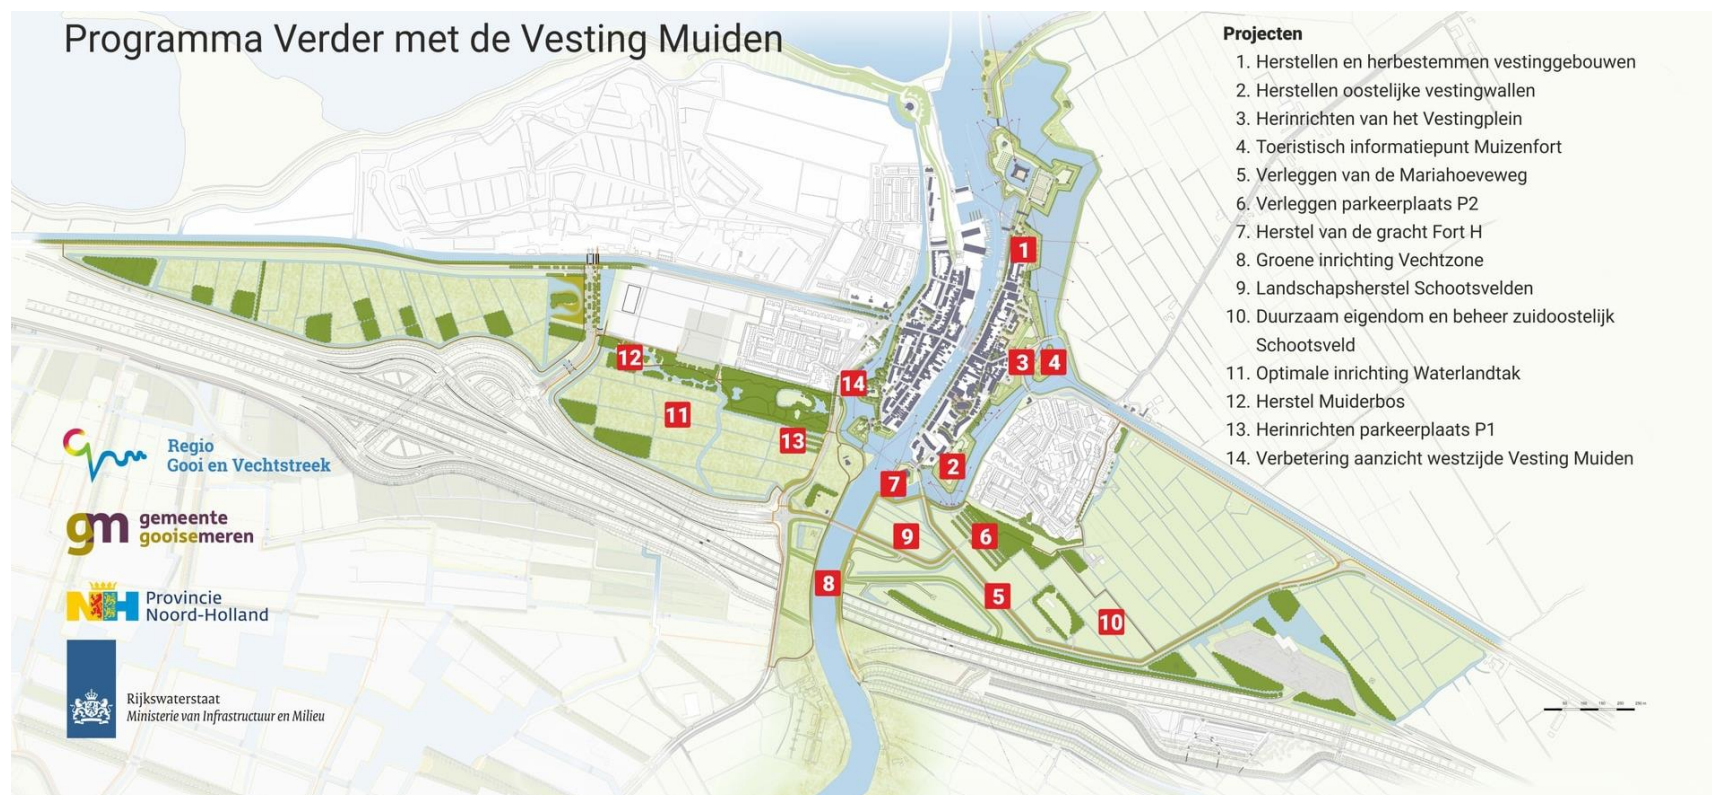 Programma Verder met de Vesting Muiden
Projecten
1. Herstellen en herbestemmen vestinggebouwen
2. Herstellen oostelijke vestingwallen
3. Herinrichten van het Vestingplein
4. Toeristisch informatiepunt Muizenfort
5. Verleggen van de Mariahoeveweg
6. Verleggen parkeerplaats P2
7. Herstel van de gracht Fort H
8. Groene inrichting Vechtzone
9. Landschapsherstel Schootsvelden
10. Duurzaam eigendom en beheer zuidoostelijk
Schootsveld
11. Optimale inrichting Waterlandtak
12. Herstel Muiderbos
13. Herinrichten parkeerplaats P1
14. Verbetering aanzicht westzijde Vesting Muiden
1
12
3
4
14
11
13
2
7
9
6
8
5
10
Regio
Gooi en Vechtstreek
gm
gemeente
gooisemeren
NH
Provincie
Noord-Holland
Rijkswaterstaat
Ministerie van Infrastructuur en Milieu